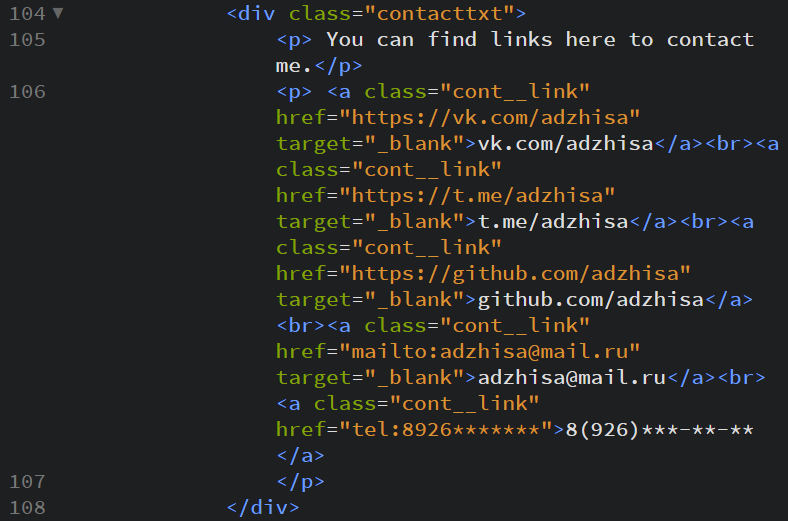 104 ▼ <div class="contacttxt">
105 <p> You can find links here to contact
me.</p>
106 <p> <a class="cont__link"
href="https://vk.com/adzhisa"
target="_blank">vk.com/adzhisa</a><br><a
class="cont__link"
href="https://t.me/adzhisa"
target="_blank">t.me/adzhisa</a><br><a
class="cont__link"
href="https://github.com/adzhisa"
target="_blank">github.com/adzhisa</a>
<br><a class="cont__link"
href="mailto:adzhisa@mail.ru"
target="_blank">adzhisa@mail.ru</a><br>
<a class="cont__link"
href="tel:8926*******">8(926)***-**-**
</a>
107 </p>
108 </div>